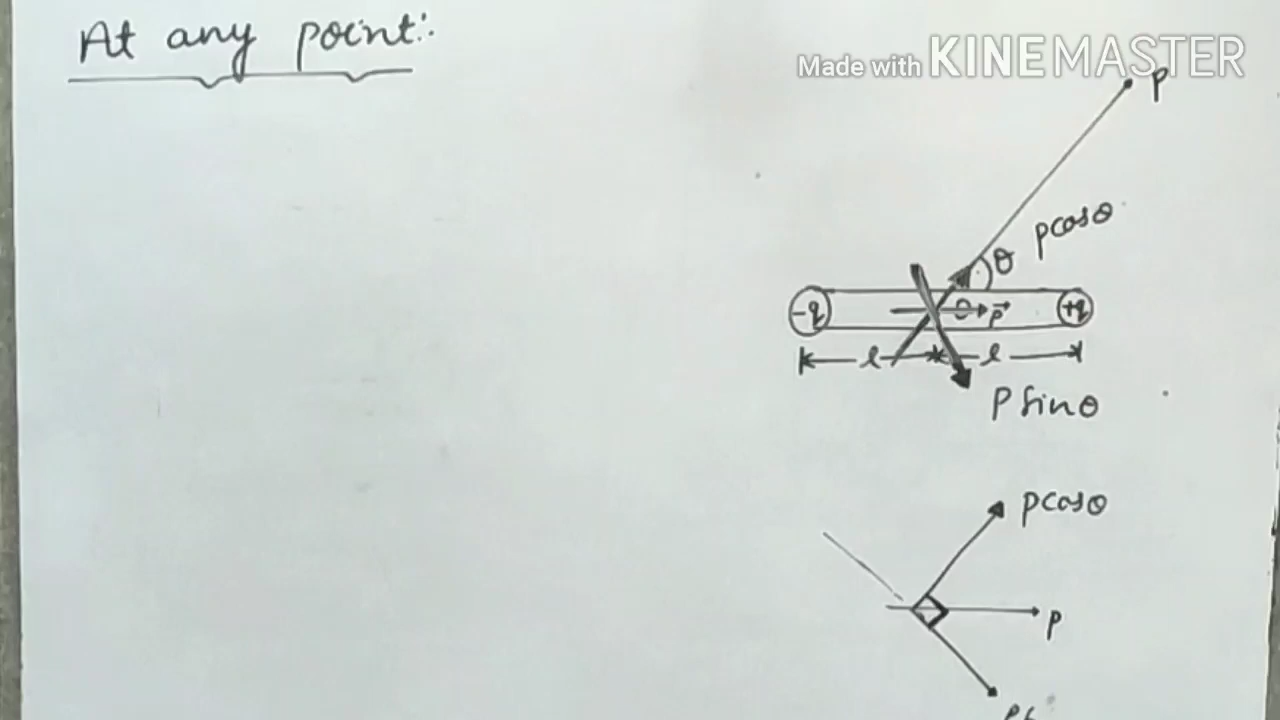 At any point:
Made with KINEMASTER
P
pcosθ
θ
-q
O
p⃗
+q
l
l
P sinθ
pcosθ
p